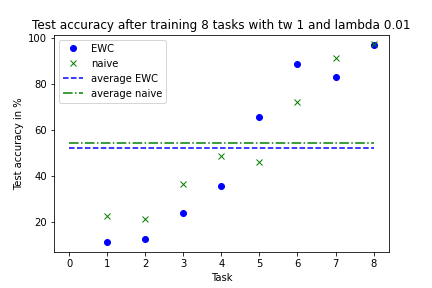 Test accuracy after training 8 tasks with tw 1 and lambda 0.01
100
80
60
40
20
Test accuracy in %
EWC
naive
average EWC
average naive
0 1 2 3 4 5 6 7 8
Task